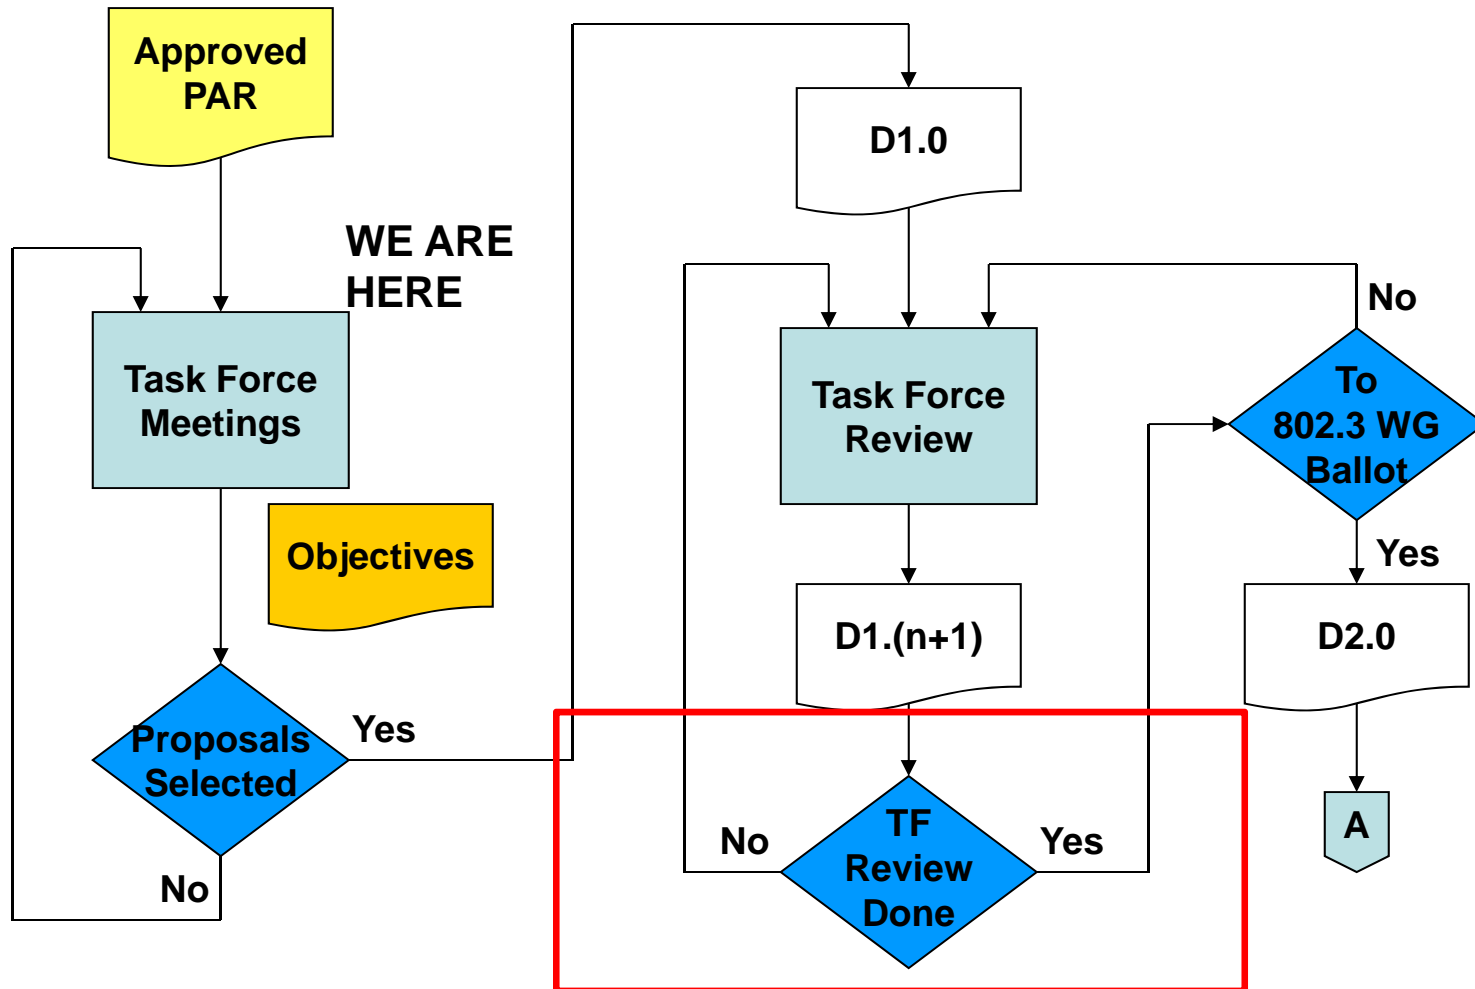 Approved
PAR
WE ARE
HERE
Task Force
Meetings
Objectives
Proposals
Selected
Yes
No
D1.0
Task Force
Review
D1.(n+1)
TF
Review
Done
No
Yes
To
802.3 WG
Ballot
No
Yes
D2.0
A